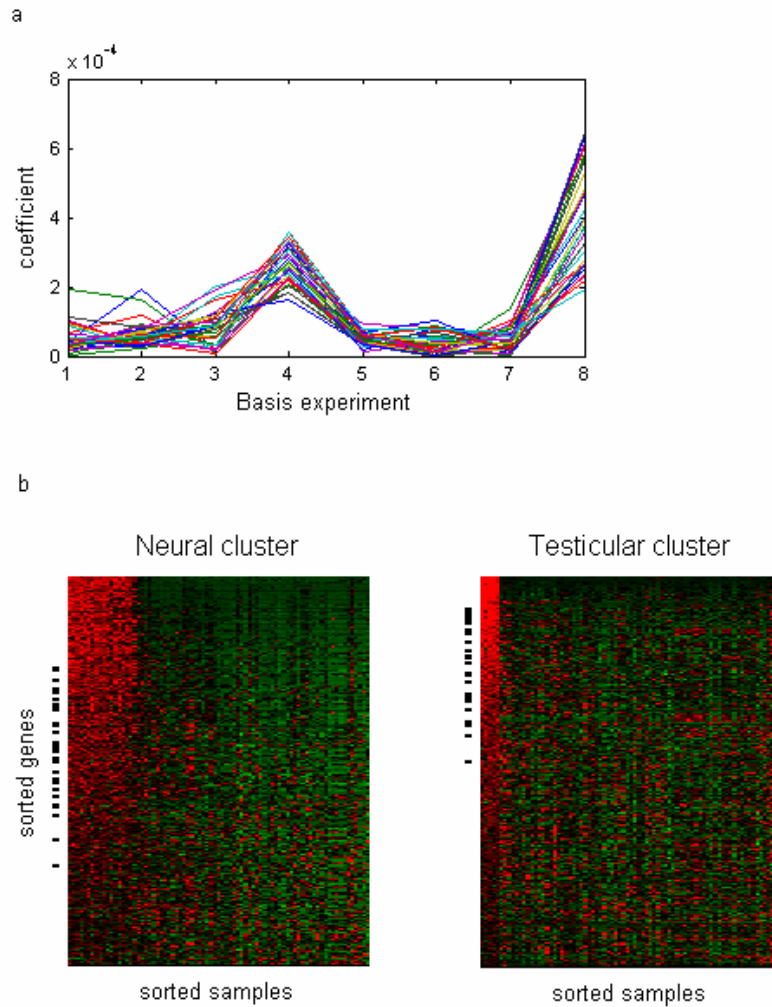 a
× 10⁻⁴
8
6
4
2
0
coefficient
1 2 3 4 5 6 7 8
Basis experiment
b
Neural cluster
Testicular cluster
sorted genes
sorted samples
sorted samples